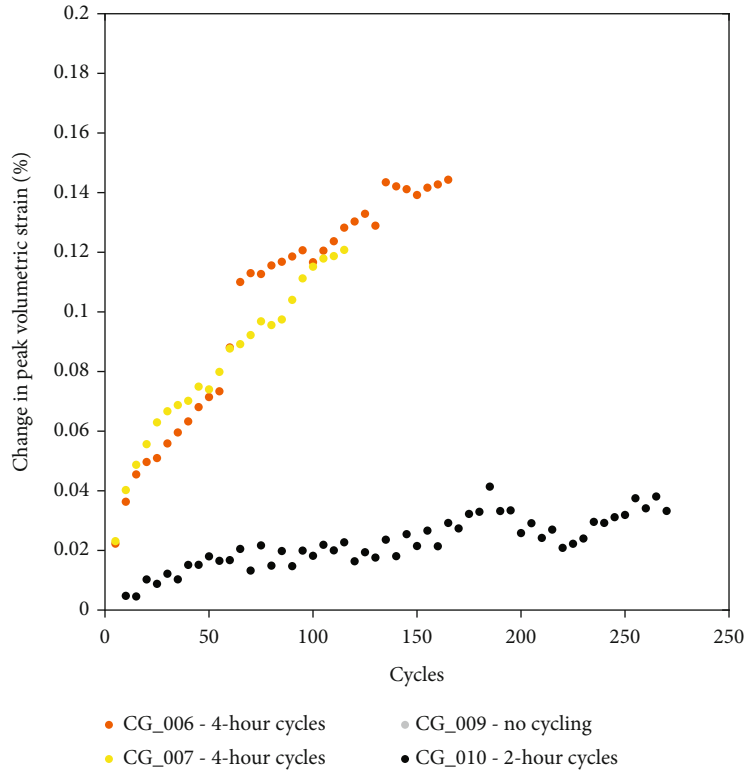 0.2
0.18
0.16
0.14
0.12
0.1
0.08
0.06
0.04
0.02
0
Change in peak volumetric strain (%)
0 50 100 150 200 250 250
Cycles
CG_006 - 4-hour cycles
CG_007 - 4-hour cycles
CG_009 - no cycling
CG_010 - 2-hour cycles